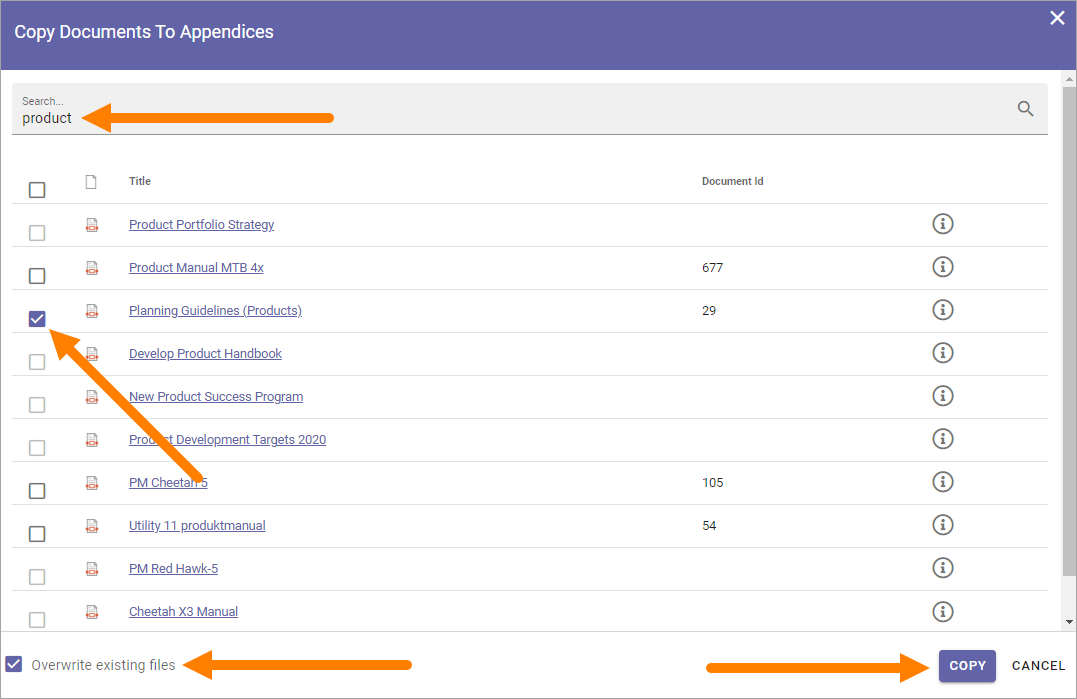 Copy Documents To Appendices
Search...
product
Title Document Id
Product Portfolio Strategy
Product Manual MTB 4x 677
Planning Guidelines (Products) 29
Develop Product Handbook
New Product Success Program
Product Development Targets 2020
PM Cheetah 5 105
Utility 11 produktmanual 54
PM Red Hawk-5
Cheetah X3 Manual
Overwrite existing files COPY CANCEL